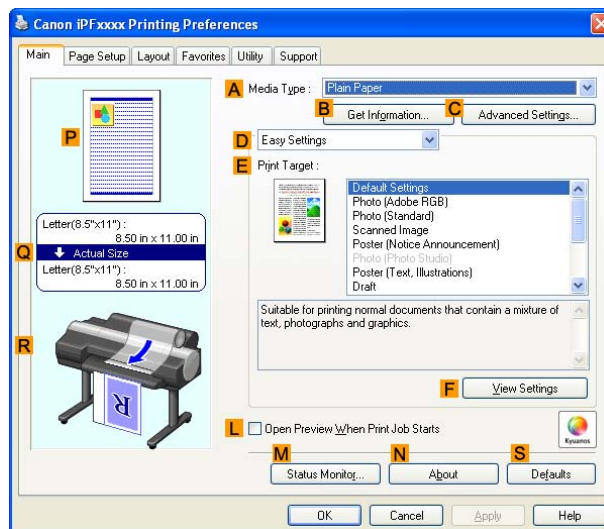 Canon iPFxxxx Printing Preferences
Main Page Setup Layout Favorites Utility Support
A Media Type : Plain Paper
B C
Get Information... Advanced Settings...
D Easy Settings
E Print Target :
Default Settings
Photo (Adobe RGB)
Photo (Standard)
Scanned Image
Poster (Notice Announcement)
Photo (Photo Studio)
Poster (Text, Illustrations)
Draft
Suitable for printing normal documents that contain a mixture of
text, photographs and graphics.
F View Settings
P
Q
Letter(8.5"x11") :
8.50 in x 11.00 in
Actual Size
Letter(8.5"x11") :
8.50 in x 11.00 in
R
R
L Open Preview When Print Job Starts
Kyuanos
M N S
Status Monitor... About Defaults
OK Cancel Apply Help